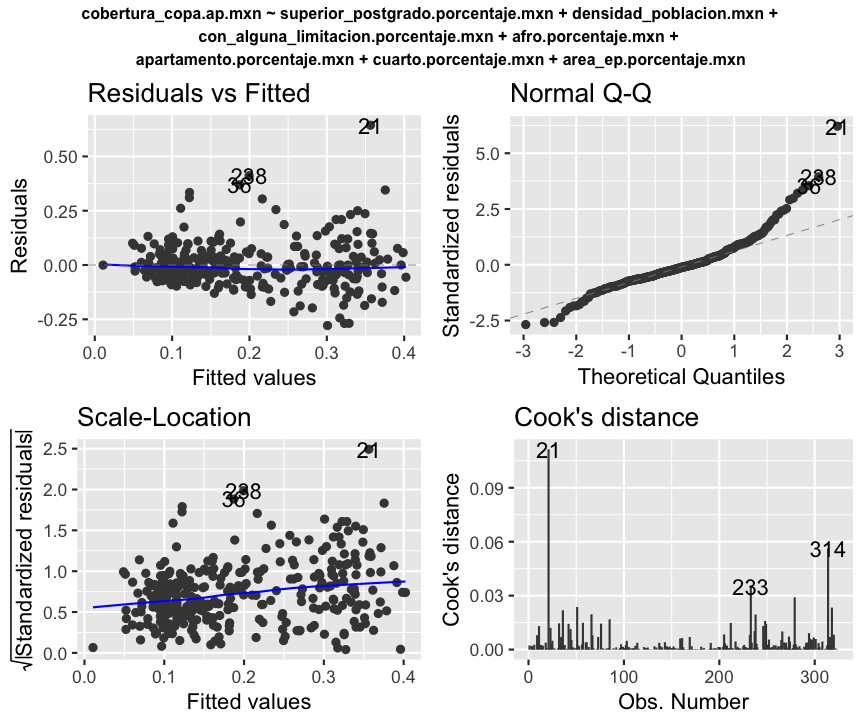 cobertura_copa.ap.mxn ~ superior_postgrado.porcentaje.mxn + densidad_poblacion.mxn +
con_alguna_limitacion.porcentaje.mxn + afro.porcentaje.mxn +
apartamento.porcentaje.mxn + cuarto.porcentaje.mxn + area_ep.porcentaje.mxn
Residuals vs Fitted
Residuals
0.50
0.25
0.00
-0.25
21
238
36
0.0 0.1 0.2 0.3 0.4
Fitted values
Normal Q-Q
Standardized residuals
5.0
2.5
0.0
-2.5
21
238
36
-3 -2 -1 0 1 2 3
Theoretical Quantiles
Scale-Location
√|Standardized residuals|
2.5
2.0
1.5
1.0
0.5
0.0
21
238
36
0.0 0.1 0.2 0.3 0.4
Fitted values
Cook's distance
Cook's distance
0.09
0.06
0.03
0.00
21
314
233
0 100 200 300
Obs. Number